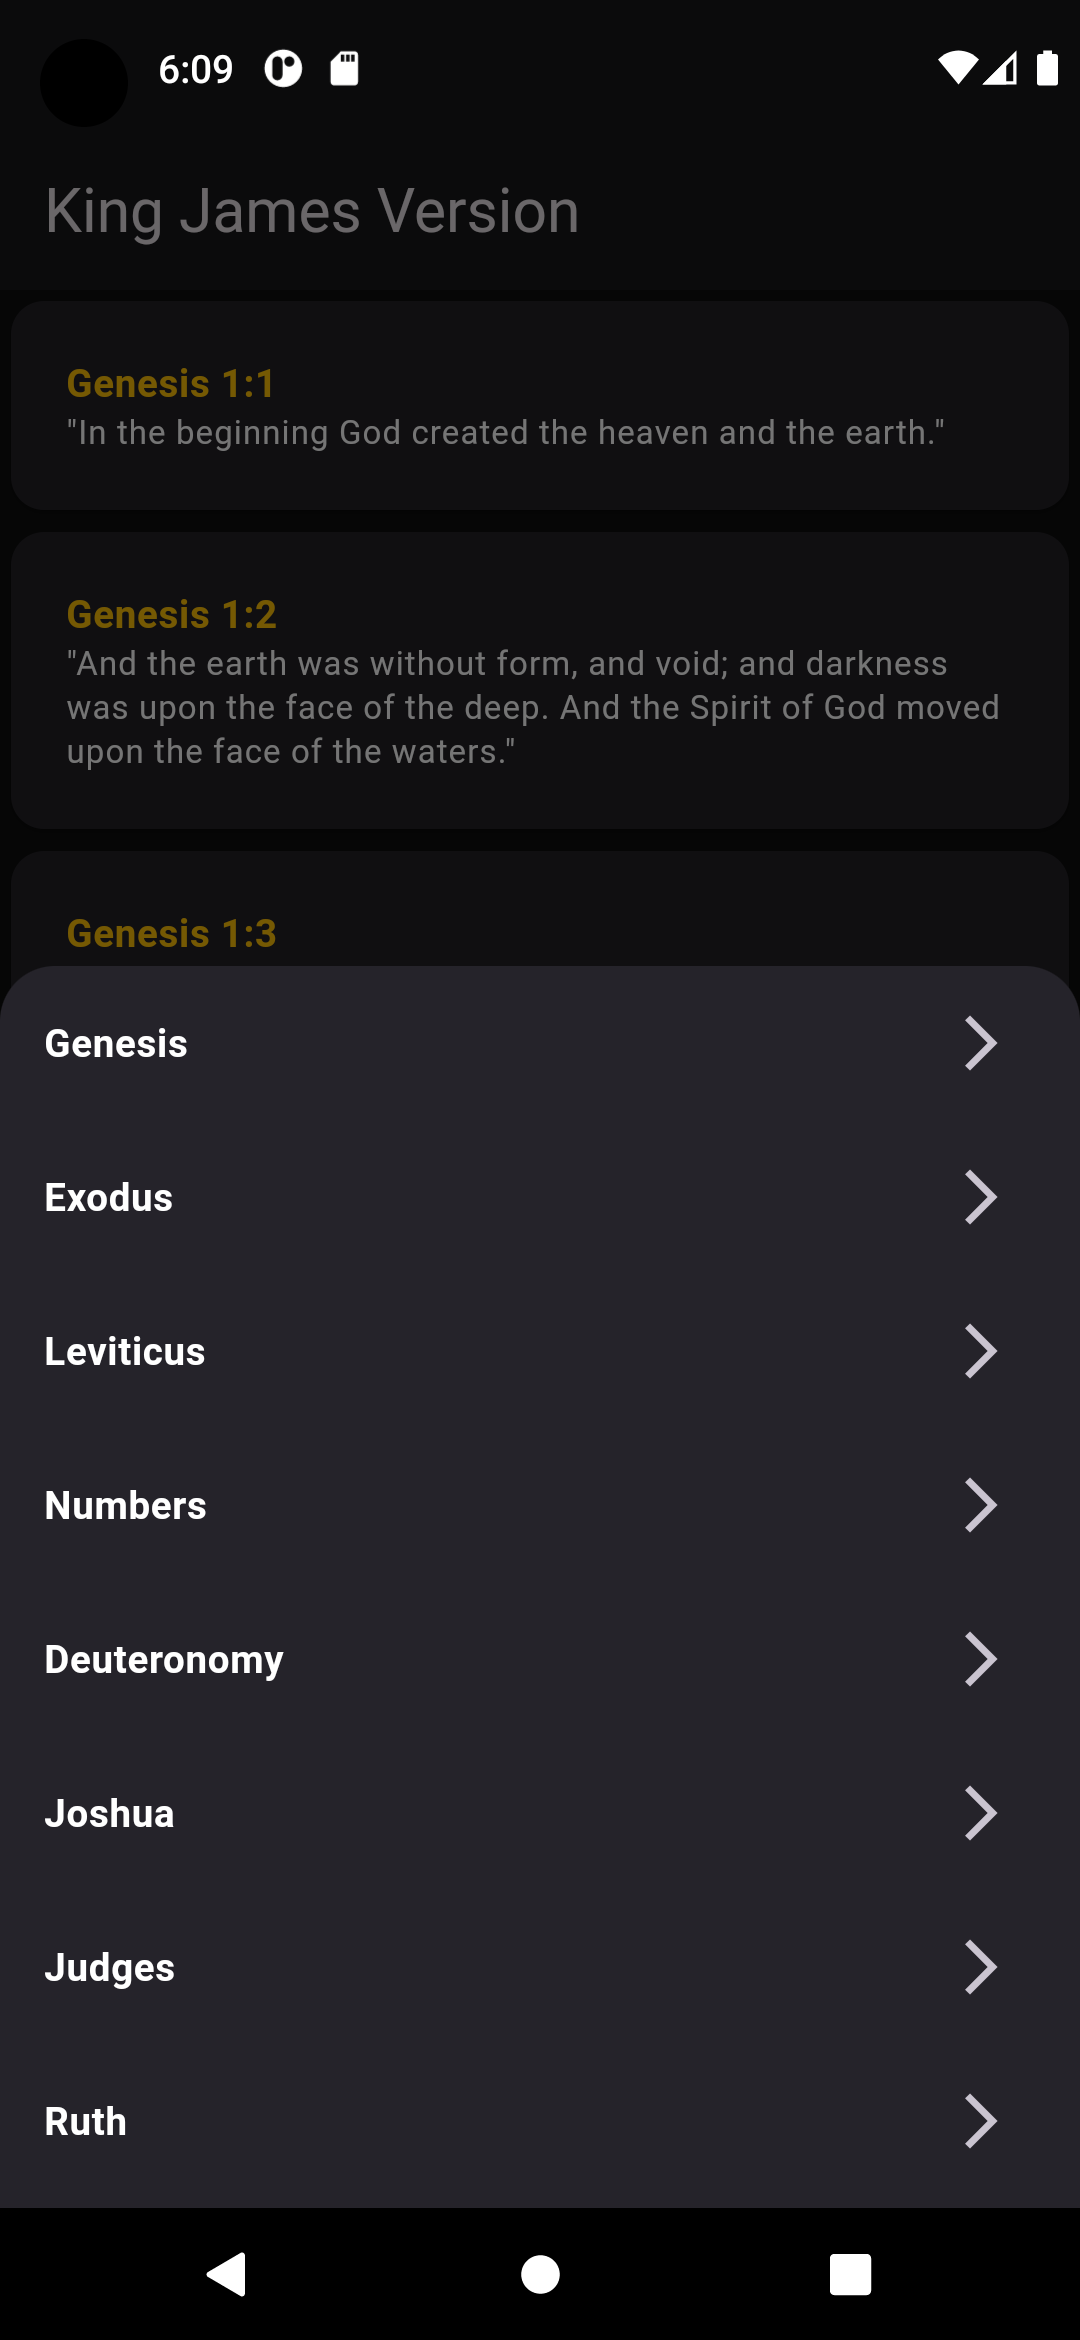 6:09
King James Version
Genesis 1:1
"In the beginning God created the heaven and the earth."
Genesis 1:2
"And the earth was without form, and void; and darkness
was upon the face of the deep. And the Spirit of God moved
upon the face of the waters."
Genesis 1:3
Genesis
Exodus
Leviticus
Numbers
Deuteronomy
Joshua
Judges
Ruth